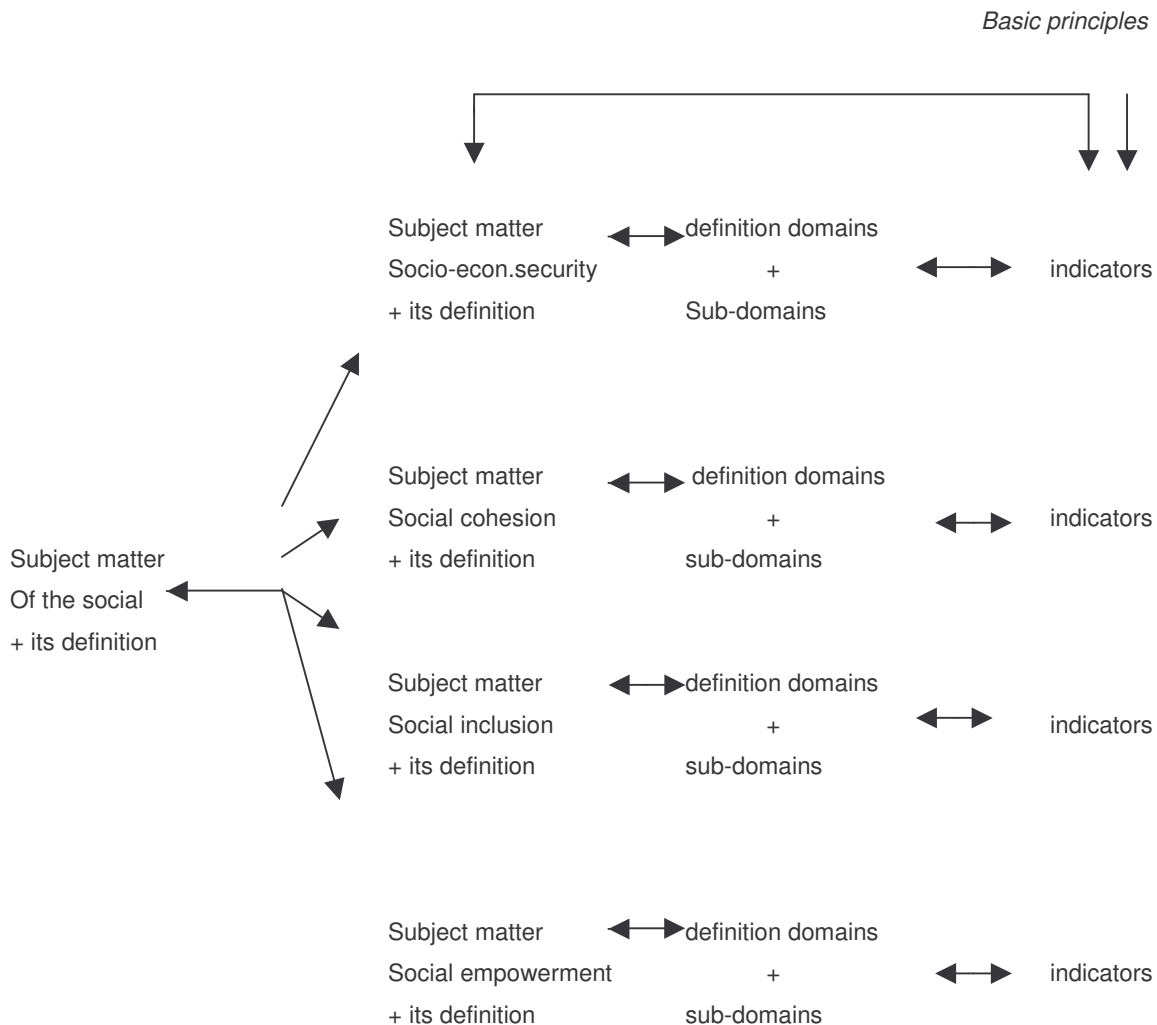 Basic principles
Subject matter
Socio-econ.security
+ its definition
definition domains
+
Sub-domains
indicators
Subject matter
Social cohesion
+ its definition
definition domains
+
sub-domains
indicators
Subject matter
Of the social
+ its definition
Subject matter
Social inclusion
+ its definition
definition domains
+
sub-domains
indicators
Subject matter
Social empowerment
+ its definition
definition domains
+
sub-domains
indicators